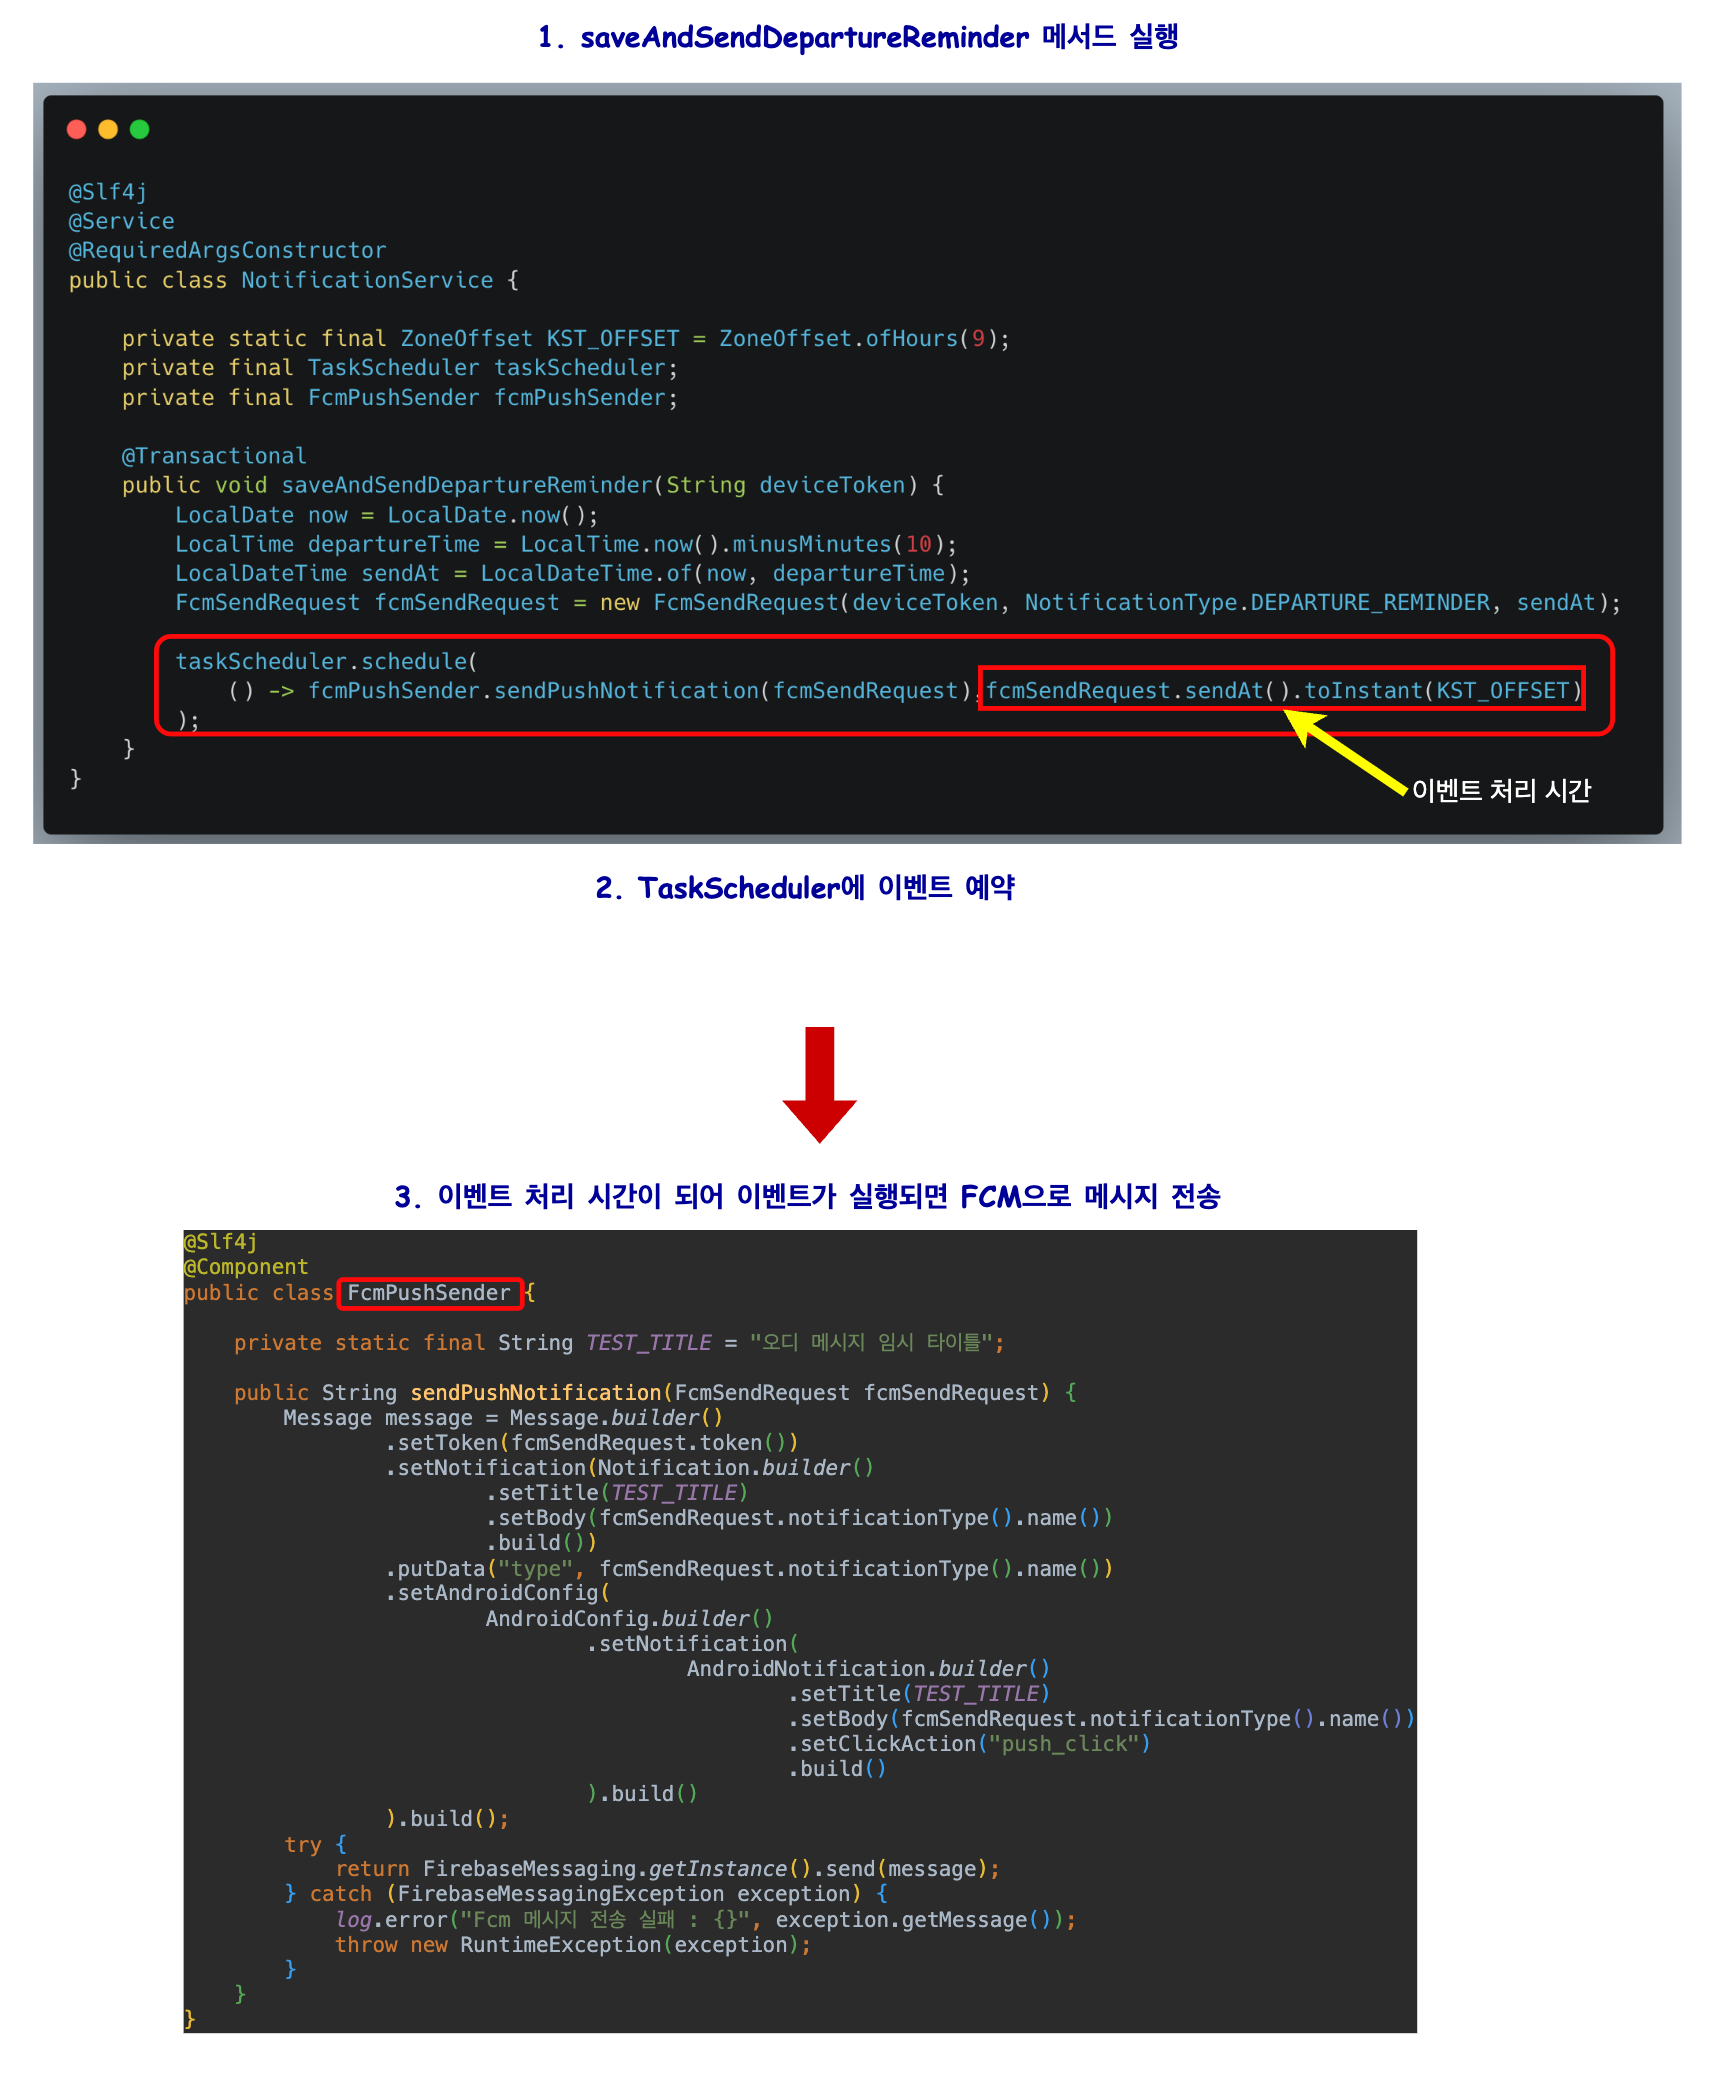 1. saveAndSendDepartureReminder 메서드 실행
@Slf4j
@Service
@RequiredArgsConstructor
public class NotificationService {
    private static final ZoneOffset KST_OFFSET = ZoneOffset.ofHours(9);
    private final TaskScheduler taskScheduler;
    private final FcmPushSender fcmPushSender;
    @Transactional
    public void saveAndSendDepartureReminder(String deviceToken) {
        LocalDate now = LocalDate.now();
        LocalTime departureTime = LocalTime.now().minusMinutes(10);
        LocalDateTime sendAt = LocalDateTime.of(now, departureTime);
        FcmSendRequest fcmSendRequest = new FcmSendRequest(deviceToken, NotificationType.DEPARTURE_REMINDER, sendAt);
        taskScheduler.schedule(
            () -> fcmPushSender.sendPushNotification(fcmSendRequest),fcmSendRequest.sendAt().toInstant(KST_OFFSET)
        );
    }
}
이벤트 처리 시간
2. TaskScheduler에 이벤트 예약
3. 이벤트 처리 시간이 되어 이벤트가 실행되면 FCM으로 메시지 전송
@Slf4j
@Component
public class FcmPushSender {
    private static final String TEST_TITLE = "오디 메시지 임시 타이틀";
    public String sendPushNotification(FcmSendRequest fcmSendRequest) {
        Message message = Message.builder()
                .setToken(fcmSendRequest.token())
                .setNotification(Notification.builder()
                        .setTitle(TEST_TITLE)
                        .setBody(fcmSendRequest.notificationType().name())
                        .build())
                .putData("type", fcmSendRequest.notificationType().name())
                .setAndroidConfig(
                        AndroidConfig.builder()
                                .setNotification(
                                        AndroidNotification.builder()
                                                .setTitle(TEST_TITLE)
                                                .setBody(fcmSendRequest.notificationType().name())
                                                .setClickAction("push_click")
                                                .build()
                                ).build()
                ).build();
        try {
            return FirebaseMessaging.getInstance().send(message);
        } catch (FirebaseMessagingException exception) {
            log.error("Fcm 메시지 전송 실패 : {}", exception.getMessage());
            throw new RuntimeException(exception);
        }
    }
}